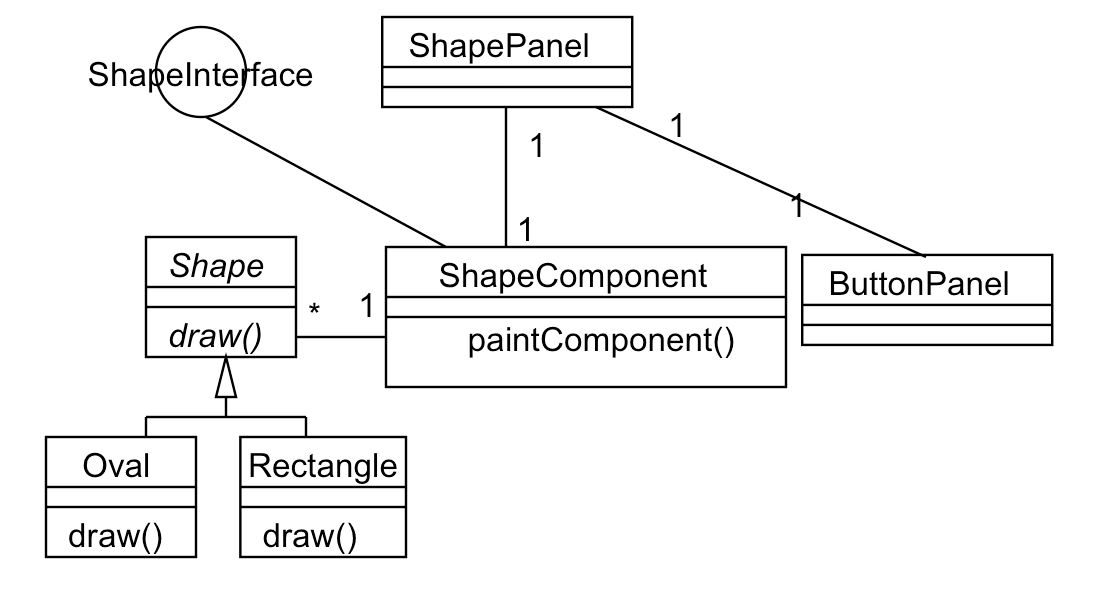 ShapePanel
ShapeInterface
1
1
1
1
Shape
draw()
*
1
ShapeComponent
paintComponent()
ButtonPanel
Oval
draw()
Rectangle
draw()